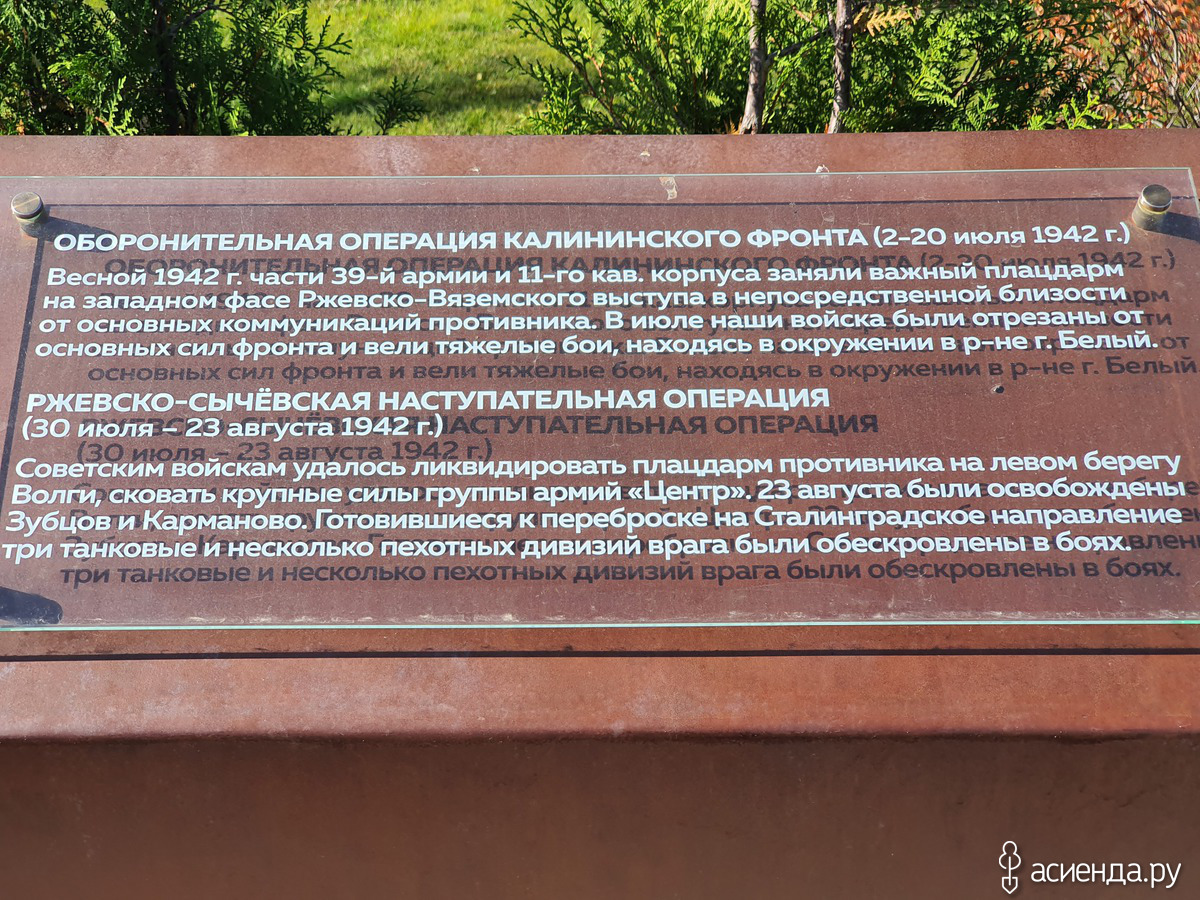 ОБОРОНИТЕЛЬНАЯ ОПЕРАЦИЯ КАЛИНИНСКОГО ФРОНТА (2-20 июля 1942 г.)
Весной 1942 г. части 39-й армии и 11-го кав. корпуса заняли важный плацдарм
на западном фасе Ржевско-Вяземского выступа в непосредственной близости
от основных коммуникаций противника. В июле наши войска были отрезаны от
основных сил фронта и вели тяжелые бои, находясь в окружении в р-не г. Белый.
РЖЕВСКО-СЫЧЁВСКАЯ НАСТУПАТЕЛЬНАЯ ОПЕРАЦИЯ
(30 июля – 23 августа 1942 г.)
Советским войскам удалось ликвидировать плацдарм противника на левом берегу
Волги, сковать крупные силы группы армий «Центр». 23 августа были освобождены
Зубцов и Карманово. Готовившиеся к переброске на Сталинградское направление
три танковые и несколько пехотных дивизий врага были обескровлены в боях.
асиенда.ру